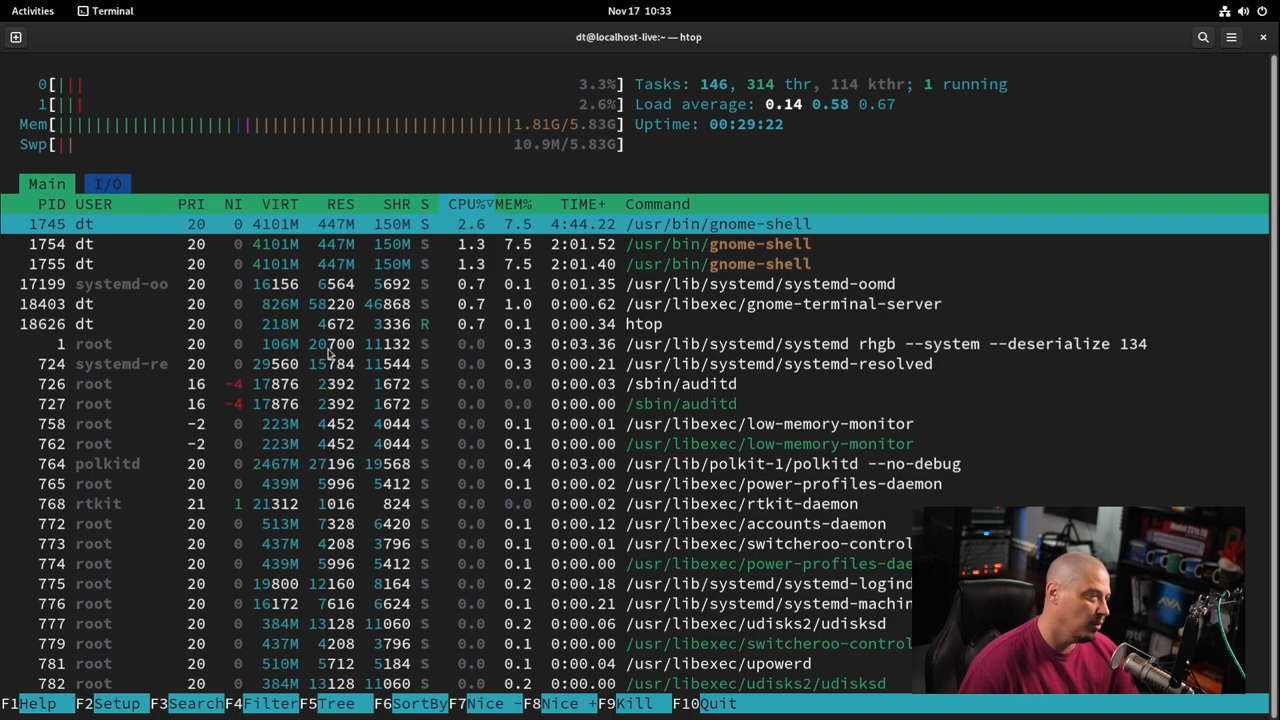 Activities Terminal Nov 17 10:33
dt@localhost-live:~ — htop
0[||| 3.3%] Tasks: 146, 314 thr, 114 kthr; 1 running
1[||| 2.6%] Load average: 0.14 0.58 0.67
Mem[||||||||||||||||||||||||||||||||||||||||||||||||1.81G/5.83G] Uptime: 00:29:22
Swp[|| 10.9M/5.83G]
Main I/O
PID USER PRI NI VIRT RES SHR S CPU%▽MEM% TIME+ Command
1745 dt 20 0 4101M 447M 150M S 2.6 7.5 4:44.22 /usr/bin/gnome-shell
1754 dt 20 0 4101M 447M 150M S 1.3 7.5 2:01.52 /usr/bin/gnome-shell
1755 dt 20 0 4101M 447M 150M S 1.3 7.5 2:01.40 /usr/bin/gnome-shell
17199 systemd-oo 20 0 16156 6564 5692 S 0.7 0.1 0:01.35 /usr/lib/systemd/systemd-oomd
18403 dt 20 0 826M 58220 46868 S 0.7 1.0 0:00.62 /usr/libexec/gnome-terminal-server
18626 dt 20 0 218M 4672 3336 R 0.7 0.1 0:00.34 htop
1 root 20 0 106M 20700 11132 S 0.0 0.3 0:03.36 /usr/lib/systemd/systemd rhgb --system --deserialize 134
724 systemd-re 20 0 29560 15784 11544 S 0.0 0.3 0:00.21 /usr/lib/systemd/systemd-resolved
726 root 16 -4 17876 2392 1672 S 0.0 0.0 0:00.03 /sbin/auditd
727 root 16 -4 17876 2392 1672 S 0.0 0.0 0:00.00 /sbin/auditd
758 root -2 0 223M 4452 4044 S 0.0 0.1 0:00.01 /usr/libexec/low-memory-monitor
762 root -2 0 223M 4452 4044 S 0.0 0.1 0:00.00 /usr/libexec/low-memory-monitor
764 polkitd 20 0 2467M 27196 19568 S 0.0 0.4 0:03.00 /usr/lib/polkit-1/polkitd --no-debug
765 root 20 0 439M 5996 5412 S 0.0 0.1 0:00.02 /usr/libexec/power-profiles-daemon
768 rtkit 21 1 21312 1016 824 S 0.0 0.0 0:00.02 /usr/libexec/rtkit-daemon
772 root 20 0 513M 7328 6420 S 0.0 0.1 0:00.12 /usr/libexec/accounts-daemon
773 root 20 0 437M 4208 3796 S 0.0 0.1 0:00.01 /usr/libexec/switcheroo-control
774 root 20 0 439M 5996 5412 S 0.0 0.1 0:00.00 /usr/libexec/power-profiles-dae
775 root 20 0 19800 12160 8164 S 0.0 0.2 0:00.18 /usr/lib/systemd/systemd-logind
776 root 20 0 16172 7616 6624 S 0.0 0.1 0:00.21 /usr/lib/systemd/systemd-machin
777 root 20 0 384M 13128 11060 S 0.0 0.2 0:00.06 /usr/libexec/udisks2/udisksd
779 root 20 0 437M 4208 3796 S 0.0 0.1 0:00.00 /usr/libexec/switcheroo-control
781 root 20 0 510M 5712 5184 S 0.0 0.1 0:00.04 /usr/libexec/upowerd
782 root 20 0 384M 13128 11060 S 0.0 0.2 0:00.00 /usr/libexec/udisks2/udisksd
F1Help F2Setup F3SearchF4FilterF5Tree F6SortByF7Nice -F8Nice +F9Kill F10Quit